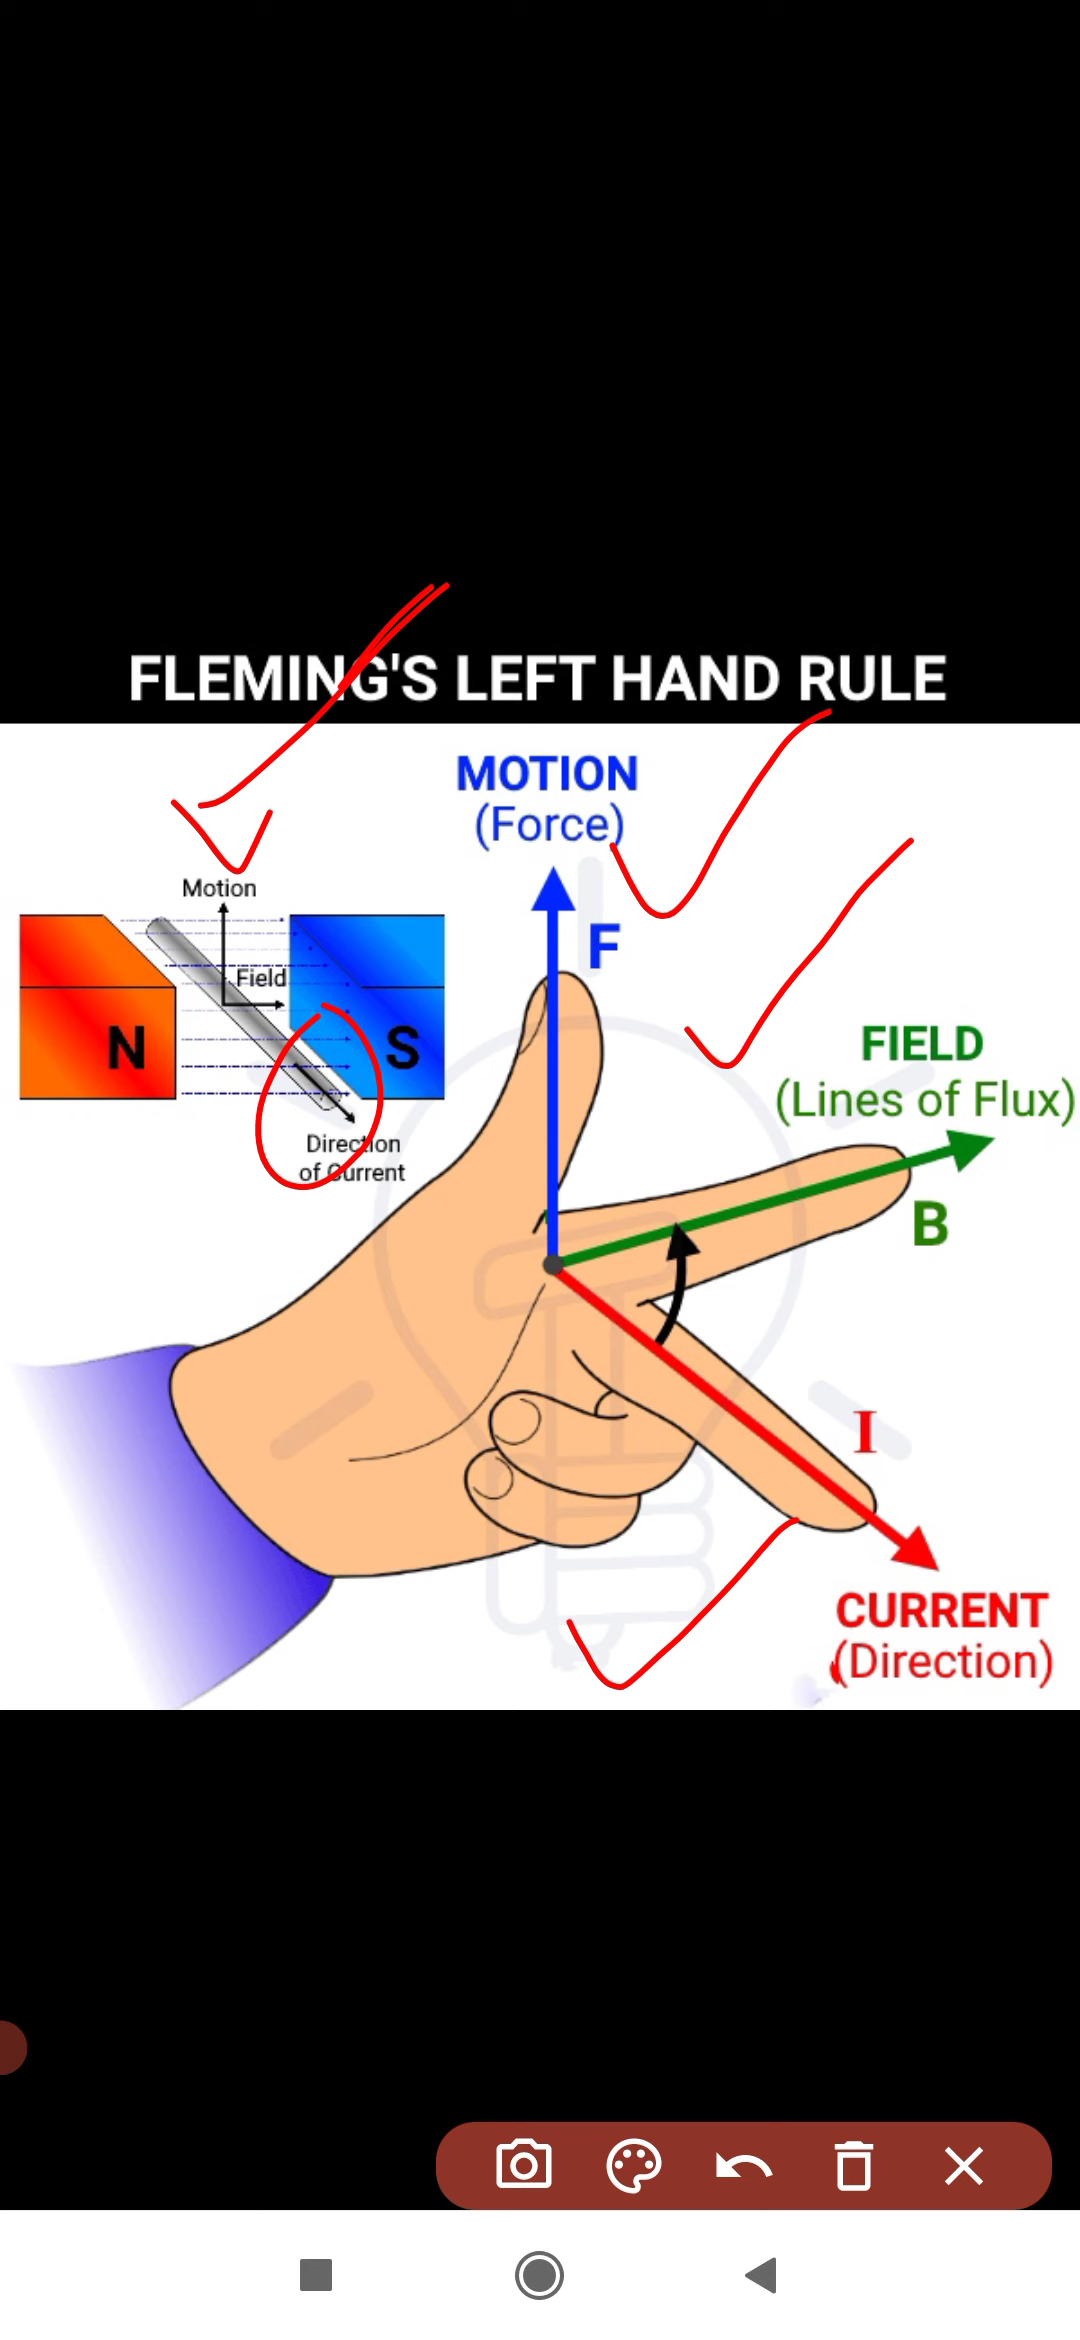 FLEMING'S LEFT HAND RULE
MOTION
(Force)
F
Motion
Field
N
S
Direction
of Current
FIELD
(Lines of Flux)
B
I
CURRENT
(Direction)